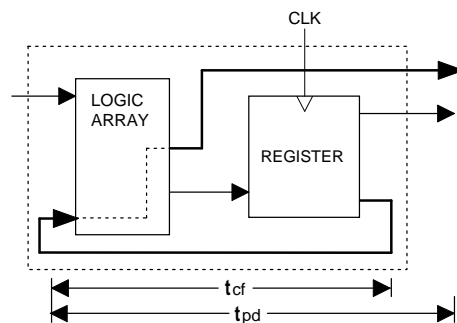 CLK
LOGIC
ARRAY
REGISTER
tcf
tpd